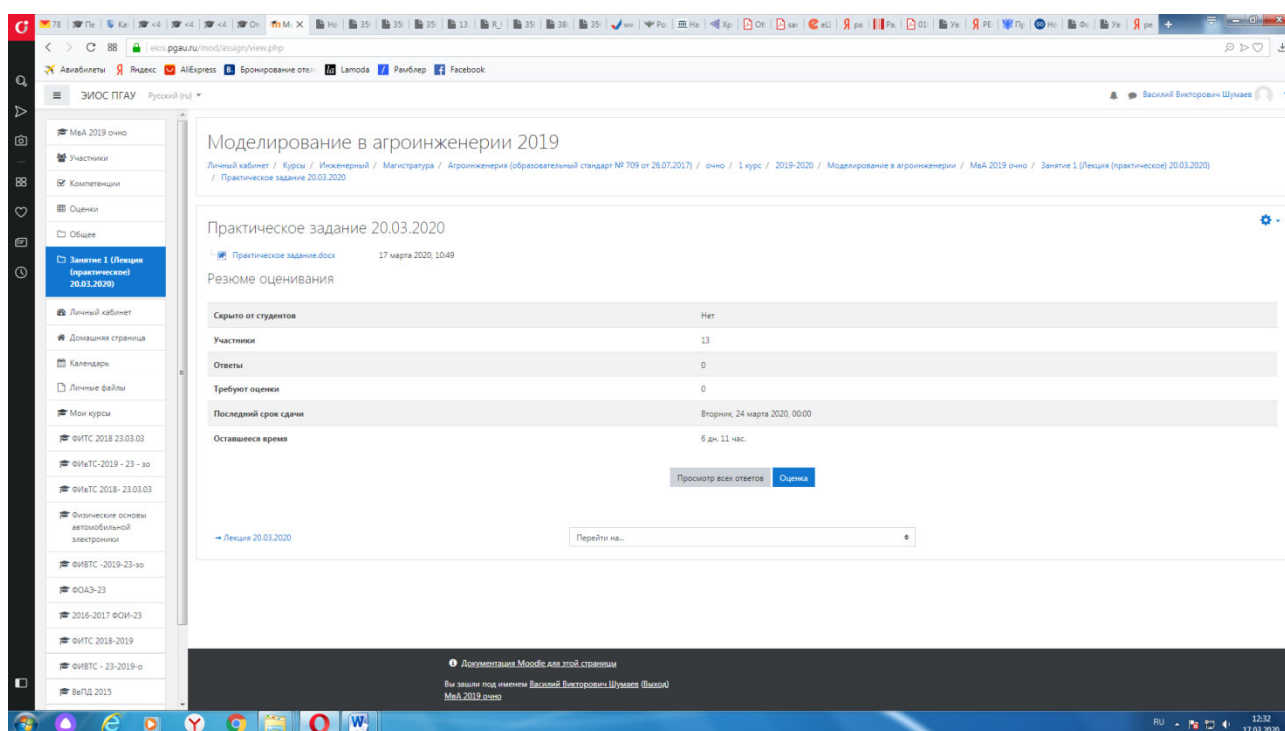 eios.pgau.ru/mod/assign/view.php
Авиабилеты Яндекс AliExpress Бронирование отел Lamoda Рамблер Facebook
ЭИОС ПГАУ Русский (ru)
Василий Викторович Шумаев
МвА 2019 очно
Участники
Компетенции
Оценки
Общее
Занятие 1 (Лекция
(практическое)
20.03.2020)
Личный кабинет
Домашняя страница
Календарь
Личные файлы
Мои курсы
ФИТС 2018 23.03.03
ФИвТС-2019 - 23 - зо
ФИвТС 2018- 23.03.03
Физические основы
автомобильной
электроники
ФИВТС -2019-23-зо
ФОАЭ-23
2016-2017 ФОИ-23
ФИТС 2018-2019
ФИВТС - 23-2019-о
ВвПД 2015
Моделирование в агроинженерии 2019
Личный кабинет / Курсы / Инженерный / Магистратура / Агроинженерия (образовательный стандарт № 709 от 26.07.2017) / очно / 1 курс / 2019-2020 / Моделирование в агроинженерии / МвА 2019 очно / Занятие 1 (Лекция (практическое) 20.03.2020)
/ Практическое задание 20.03.2020
Практическое задание 20.03.2020
Практическое задание.docx 17 марта 2020, 10:49
Резюме оценивания
Скрыто от студентов Нет
Участники 13
Ответы 0
Требуют оценки 0
Последний срок сдачи Вторник, 24 марта 2020, 00:00
Оставшееся время 6 дн. 11 час.
Просмотр всех ответов Оценка
→ Лекция 20.03.2020 Перейти на...
Документация Moodle для этой страницы
Вы зашли под именем Василий Викторович Шумаев (Выход)
МвА 2019 очно
RU 12:32
17.03.2020